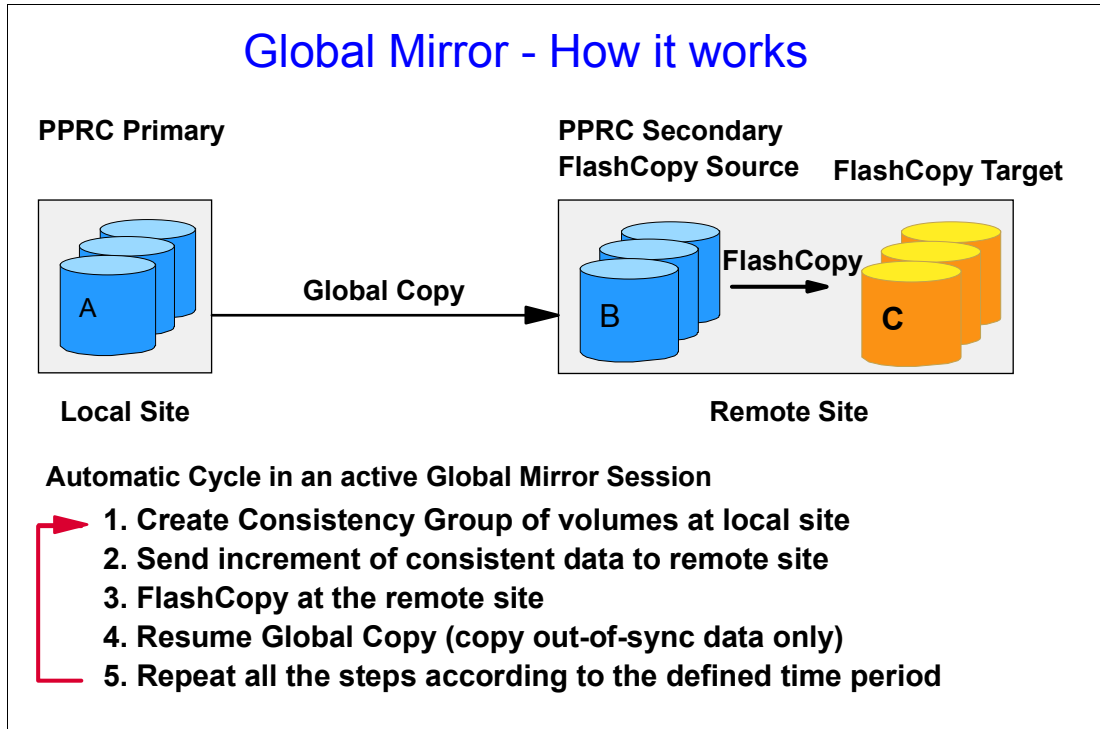 Global Mirror - How it works
PPRC Primary
PPRC Secondary
FlashCopy Source
FlashCopy Target
A
Global Copy
B
FlashCopy
C
Local Site
Remote Site
Automatic Cycle in an active Global Mirror Session
1. Create Consistency Group of volumes at local site
2. Send increment of consistent data to remote site
3. FlashCopy at the remote site
4. Resume Global Copy (copy out-of-sync data only)
5. Repeat all the steps according to the defined time period